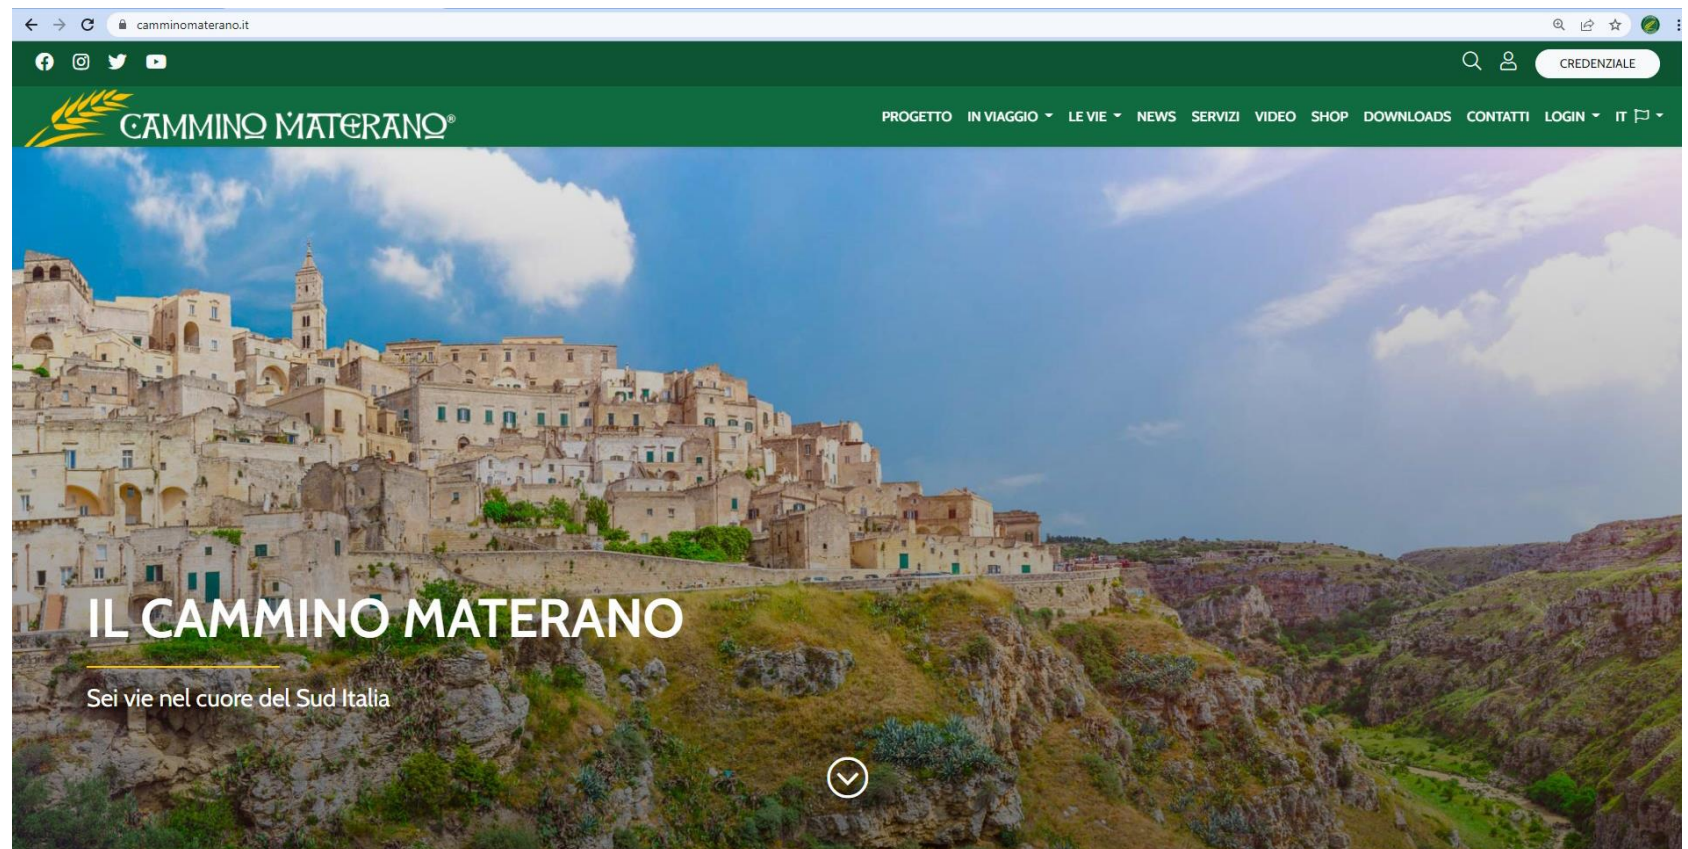 camminomaterano.it
CREDENZIALE
CAMMINO MATERANO®
PROGETTO IN VIAGGIO LE VIE NEWS SERVIZI VIDEO SHOP DOWNLOADS CONTATTI LOGIN IT
IL CAMMINO MATERANO
Sei vie nel cuore del Sud Italia